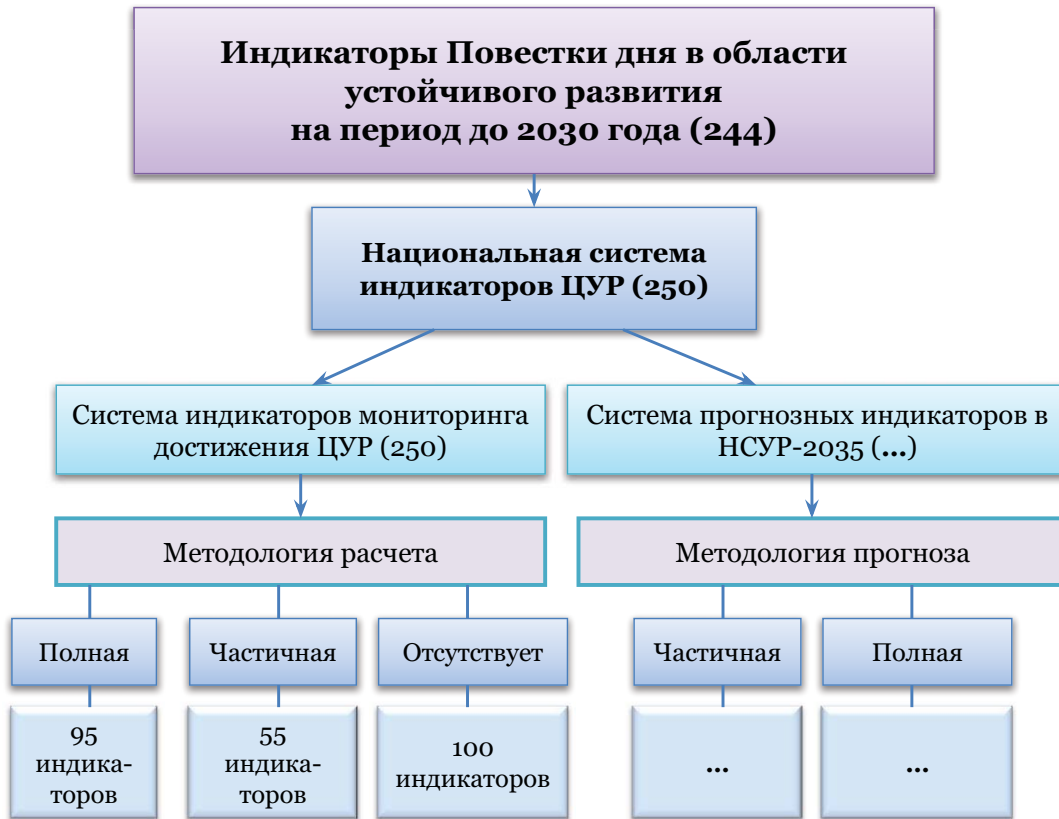 Индикаторы Повестки дня в области
устойчивого развития
на период до 2030 года (244)
Национальная система
индикаторов ЦУР (250)
Система индикаторов мониторинга
достижения ЦУР (250)
Система прогнозных индикаторов в
НСУР-2035 (...)
Методология расчета
Методология прогноза
Полная
Частичная
Отсутствует
Частичная
Полная
95
индика-
торов
55
индика-
торов
100
индикаторов
...
...